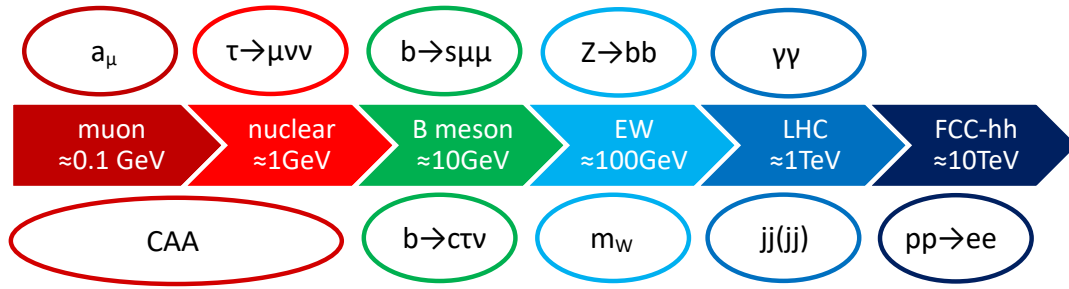 aμ
τ→μνν
b→sμμ
Z→bb
γγ
muon
≈0.1 GeV
nuclear
≈1GeV
B meson
≈10GeV
EW
≈100GeV
LHC
≈1TeV
FCC-hh
≈10TeV
CAA
b→cτν
mW
jj(jj)
pp→ee